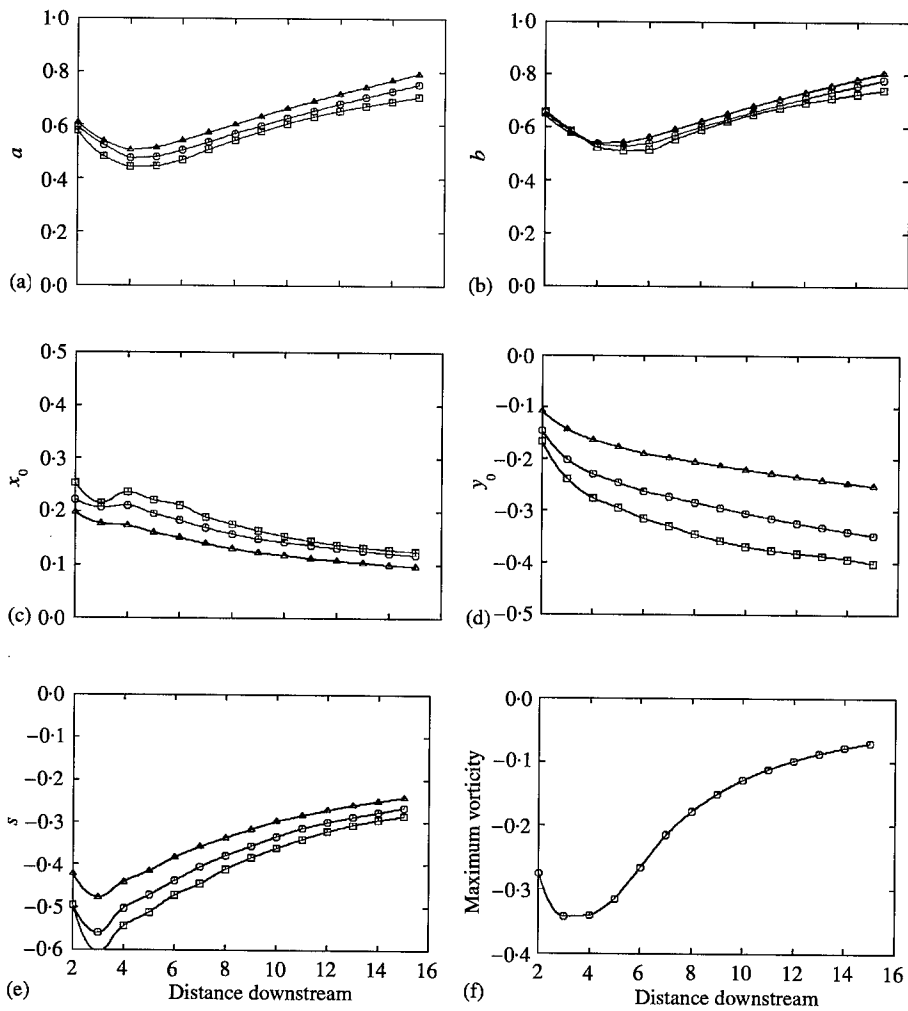 1·0
0·8
0·6
a
0·4
0·2
(a) 0·0
1·0
0·8
0·6
b
0·4
0·2
(b) 0·0
0·5
0·4
0·3
x0
0·2
0·1
(c) 0·0
0·0
−0·1
−0·2
y0
−0·3
−0·4
(d) −0·5
0·0
−0·1
−0·2
s
−0·3
−0·4
−0·5
−0·6
2 4 6 8 10 12 14 16
(e) Distance downstream
0·0
−0·1
Maximum vorticity
−0·2
−0·3
−0·4
2 4 6 8 10 12 14 16
(f) Distance downstream